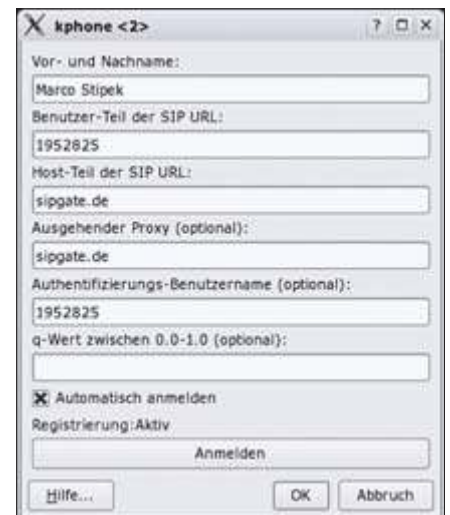 kphone <2>
Vor- und Nachname:
Marco Stipek
Benutzer-Teil der SIP URL:
1952825
Host-Teil der SIP URL:
sipgate.de
Ausgehender Proxy (optional):
sipgate.de
Authentifizierungs-Benutzername (optional):
1952825
q-Wert zwischen 0.0-1.0 (optional):
Automatisch anmelden
Registrierung:Aktiv
Anmelden
Hilfe... OK Abbruch